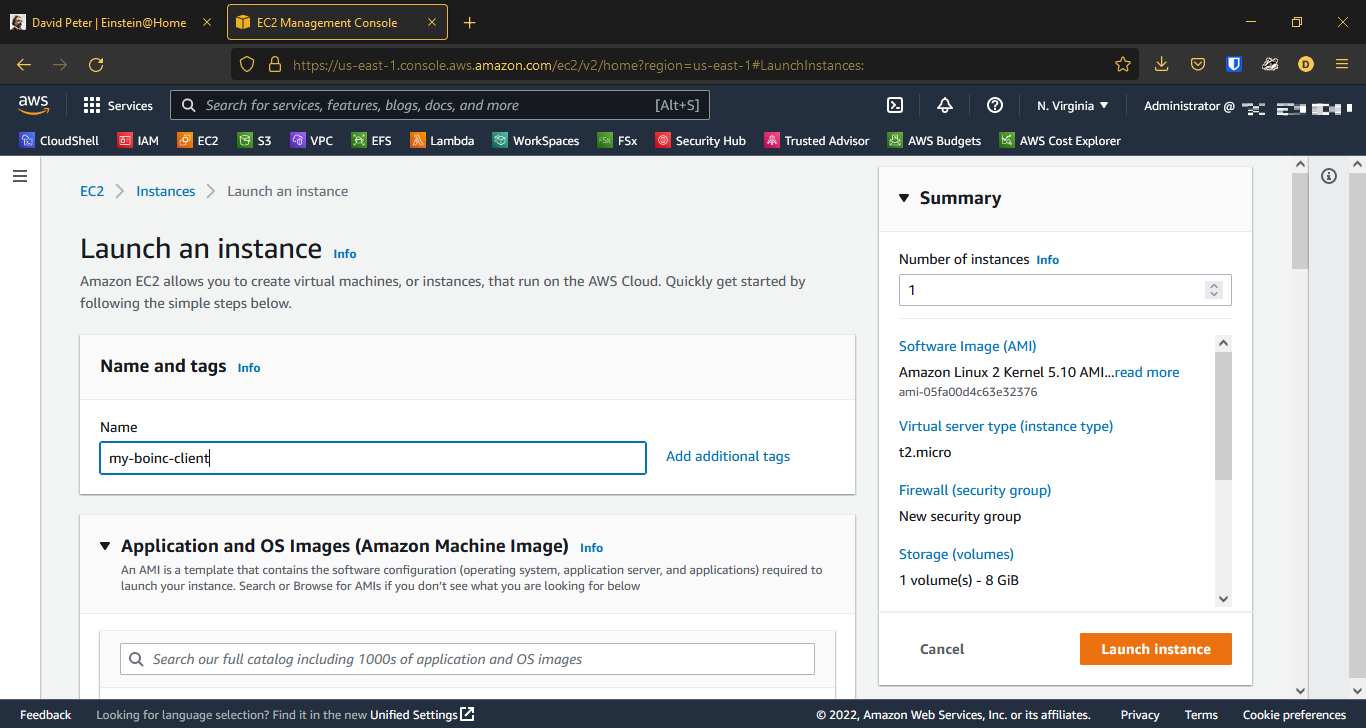 David Peter | Einstein@Home
EC2 Management Console
https://us-east-1.console.aws.amazon.com/ec2/v2/home?region=us-east-1#LaunchInstances:
D
aws
Services
Search for services, features, blogs, docs, and more
[Alt+S]
N. Virginia
Administrator @
CloudShell
IAM
EC2
S3
VPC
EFS
Lambda
WorkSpaces
FSx
FSx
Security Hub
Trusted Advisor
AWS Budgets
AWS Cost Explorer
EC2
Instances
Launch an instance
Launch an instance Info
Amazon EC2 allows you to create virtual machines, or instances, that run on the AWS Cloud. Quickly get started by
following the simple steps below.
Name and tags Info
Name
my-boinc-client
Add additional tags
Application and OS Images (Amazon Machine Image) Info
An AMI is a template that contains the software configuration (operating system, application server, and applications) required to
launch your instance. Search or Browse for AMIs if you don't see what you are looking for below
Search our full catalog including 1000s of application and OS images
Summary
Number of instances Info
1
Software Image (AMI)
Amazon Linux 2 Kernel 5.10 AMI...read more
ami-05fa00d4c63e32376
Virtual server type (instance type)
t2.micro
Firewall (security group)
New security group
Storage (volumes)
1 volume(s) - 8 GiB
Cancel
Launch instance
Feedback
Looking for language selection? Find it in the new Unified Settings
© 2022, Amazon Web Services, Inc. or its affiliates.
Privacy
Terms
Cookie preferences